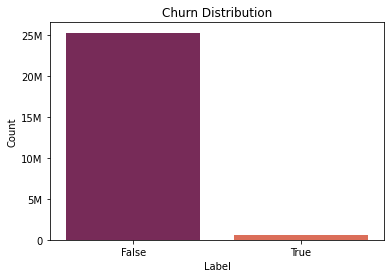 Churn Distribution
25M
20M
15M
10M
5M
0
Count
False
True
Label